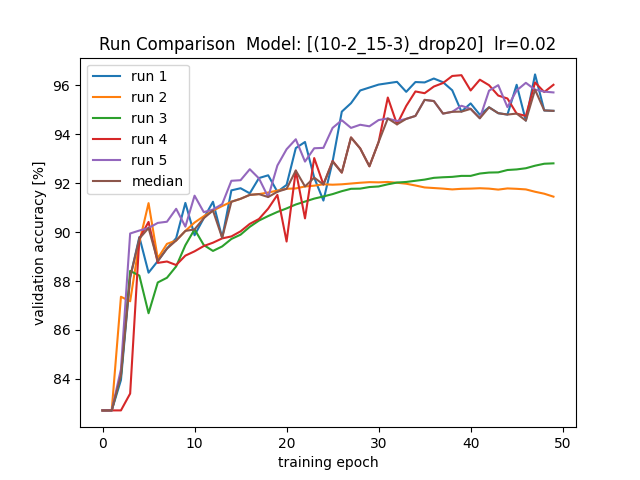 Run Comparison  Model: [(10-2_15-3)_drop20]  lr=0.02
validation accuracy [%]
96
94
92
90
88
86
84
run 1
run 2
run 3
run 4
run 5
median
0 10 20 30 40 50
training epoch